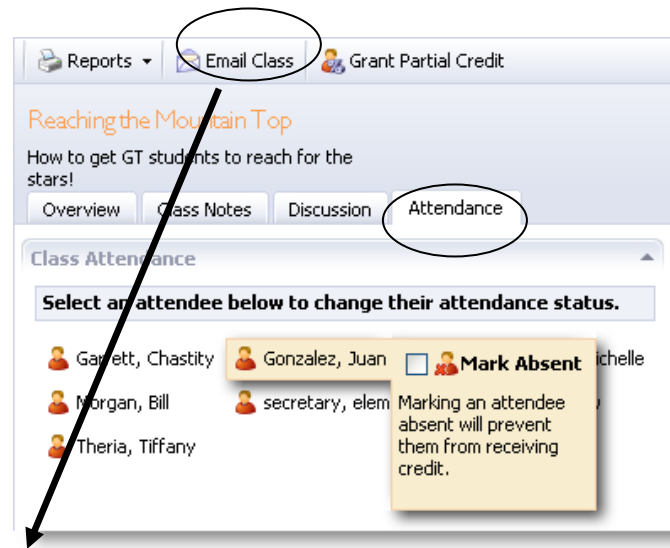 Reports Email Class Grant Partial Credit
Reaching the Mountain Top
How to get GT students to reach for the
stars!
Overview Class Notes Discussion Attendance
Class Attendance
Select an attendee below to change their attendance status.
Garrett, Chastity Gonzalez, Juan
Mark Absent
Morgan, Bill secretary,
Marking an attendee
absent will prevent
them from receiving
credit.
Theria, Tiffany